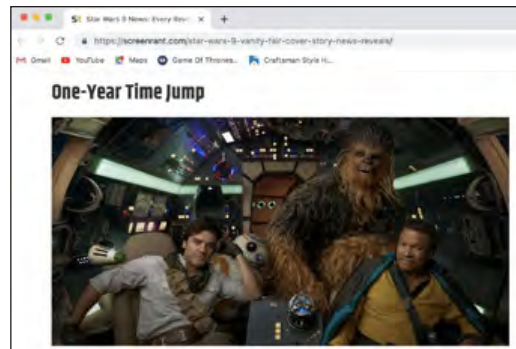 Star Wars 9 News: Every Reve
https://screenrant.com/star-wars-9-vanity-fair-cover-story-news-reveals/
Gmail YouTube Maps Game Of Thrones... Craftsman Style H...
One-Year Time Jump